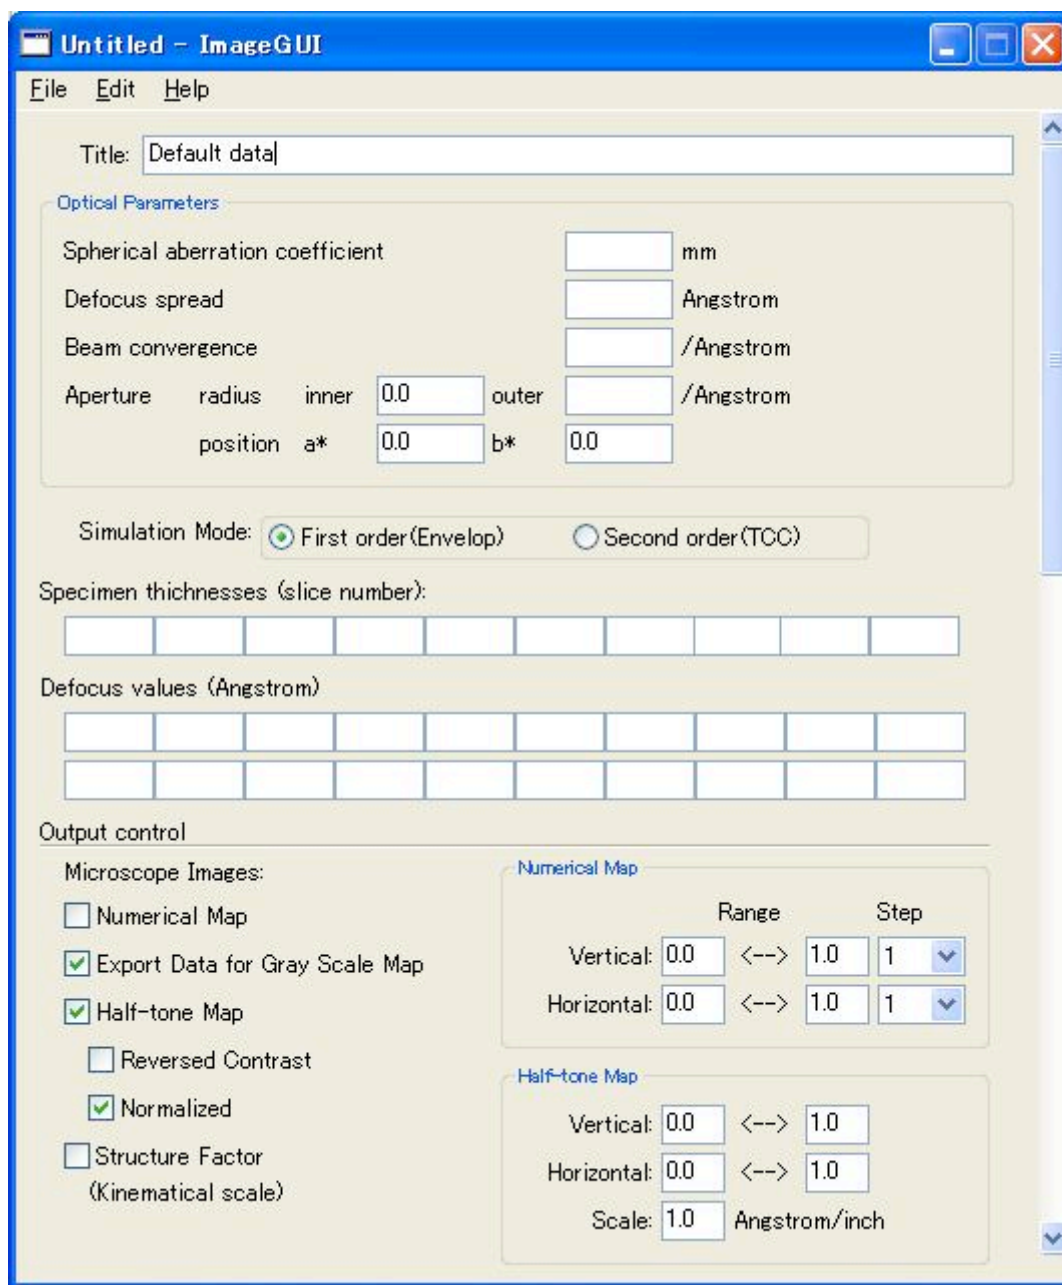 Untitled - ImageGUI
File Edit Help
Title: Default data
Optical Parameters
Spherical aberration coefficient mm
Defocus spread Angstrom
Beam convergence /Angstrom
Aperture radius inner 0.0 outer /Angstrom
position a* 0.0 b* 0.0
Simulation Mode: First order(Envelop) Second order(TCC)
Specimen thichnesses (slice number):
Defocus values (Angstrom)
Output control
Microscope Images:
Numerical Map
Export Data for Gray Scale Map
Half-tone Map
Reversed Contrast
Normalized
Structure Factor
(Kinematical scale)
Numerical Map
Range Step
Vertical: 0.0 <--> 1.0 1
Horizontal: 0.0 <--> 1.0 1
Half-tone Map
Vertical: 0.0 <--> 1.0
Horizontal: 0.0 <--> 1.0
Scale: 1.0 Angstrom/inch